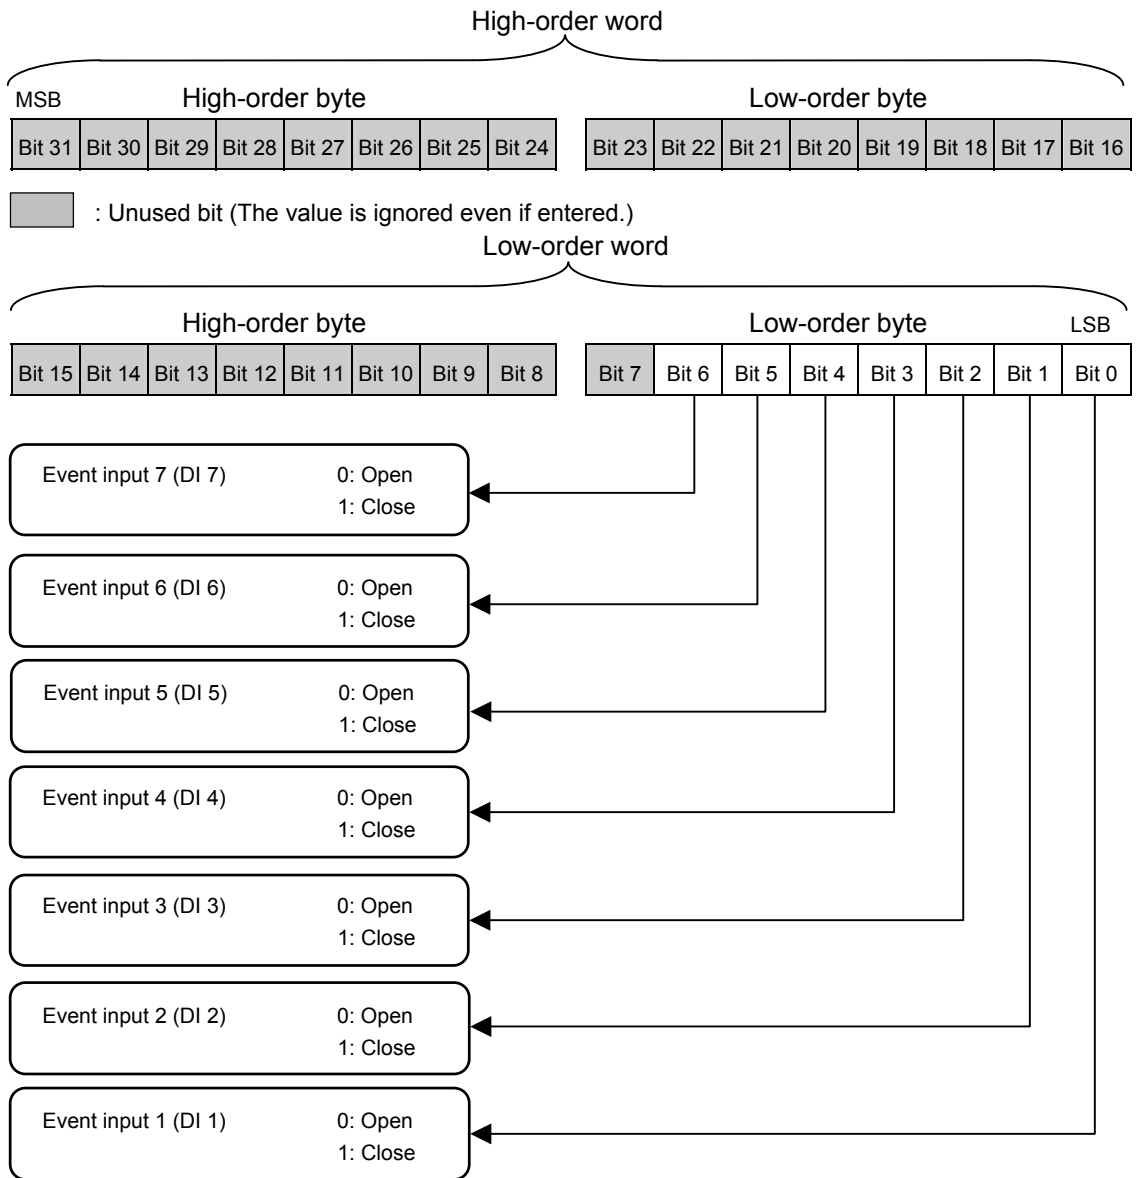 High-order word
MSB High-order byte Low-order byte
Bit 31 Bit 30 Bit 29 Bit 28 Bit 27 Bit 26 Bit 25 Bit 24 Bit 23 Bit 22 Bit 21 Bit 20 Bit 19 Bit 18 Bit 17 Bit 16
: Unused bit (The value is ignored even if entered.)
Low-order word
High-order byte Low-order byte LSB
Bit 15 Bit 14 Bit 13 Bit 12 Bit 11 Bit 10 Bit 9 Bit 8 Bit 7 Bit 6 Bit 5 Bit 4 Bit 3 Bit 2 Bit 1 Bit 0
Event input 7 (DI 7) 0: Open
1: Close
Event input 6 (DI 6) 0: Open
1: Close
Event input 5 (DI 5) 0: Open
1: Close
Event input 4 (DI 4) 0: Open
1: Close
Event input 3 (DI 3) 0: Open
1: Close
Event input 2 (DI 2) 0: Open
1: Close
Event input 1 (DI 1) 0: Open
1: Close